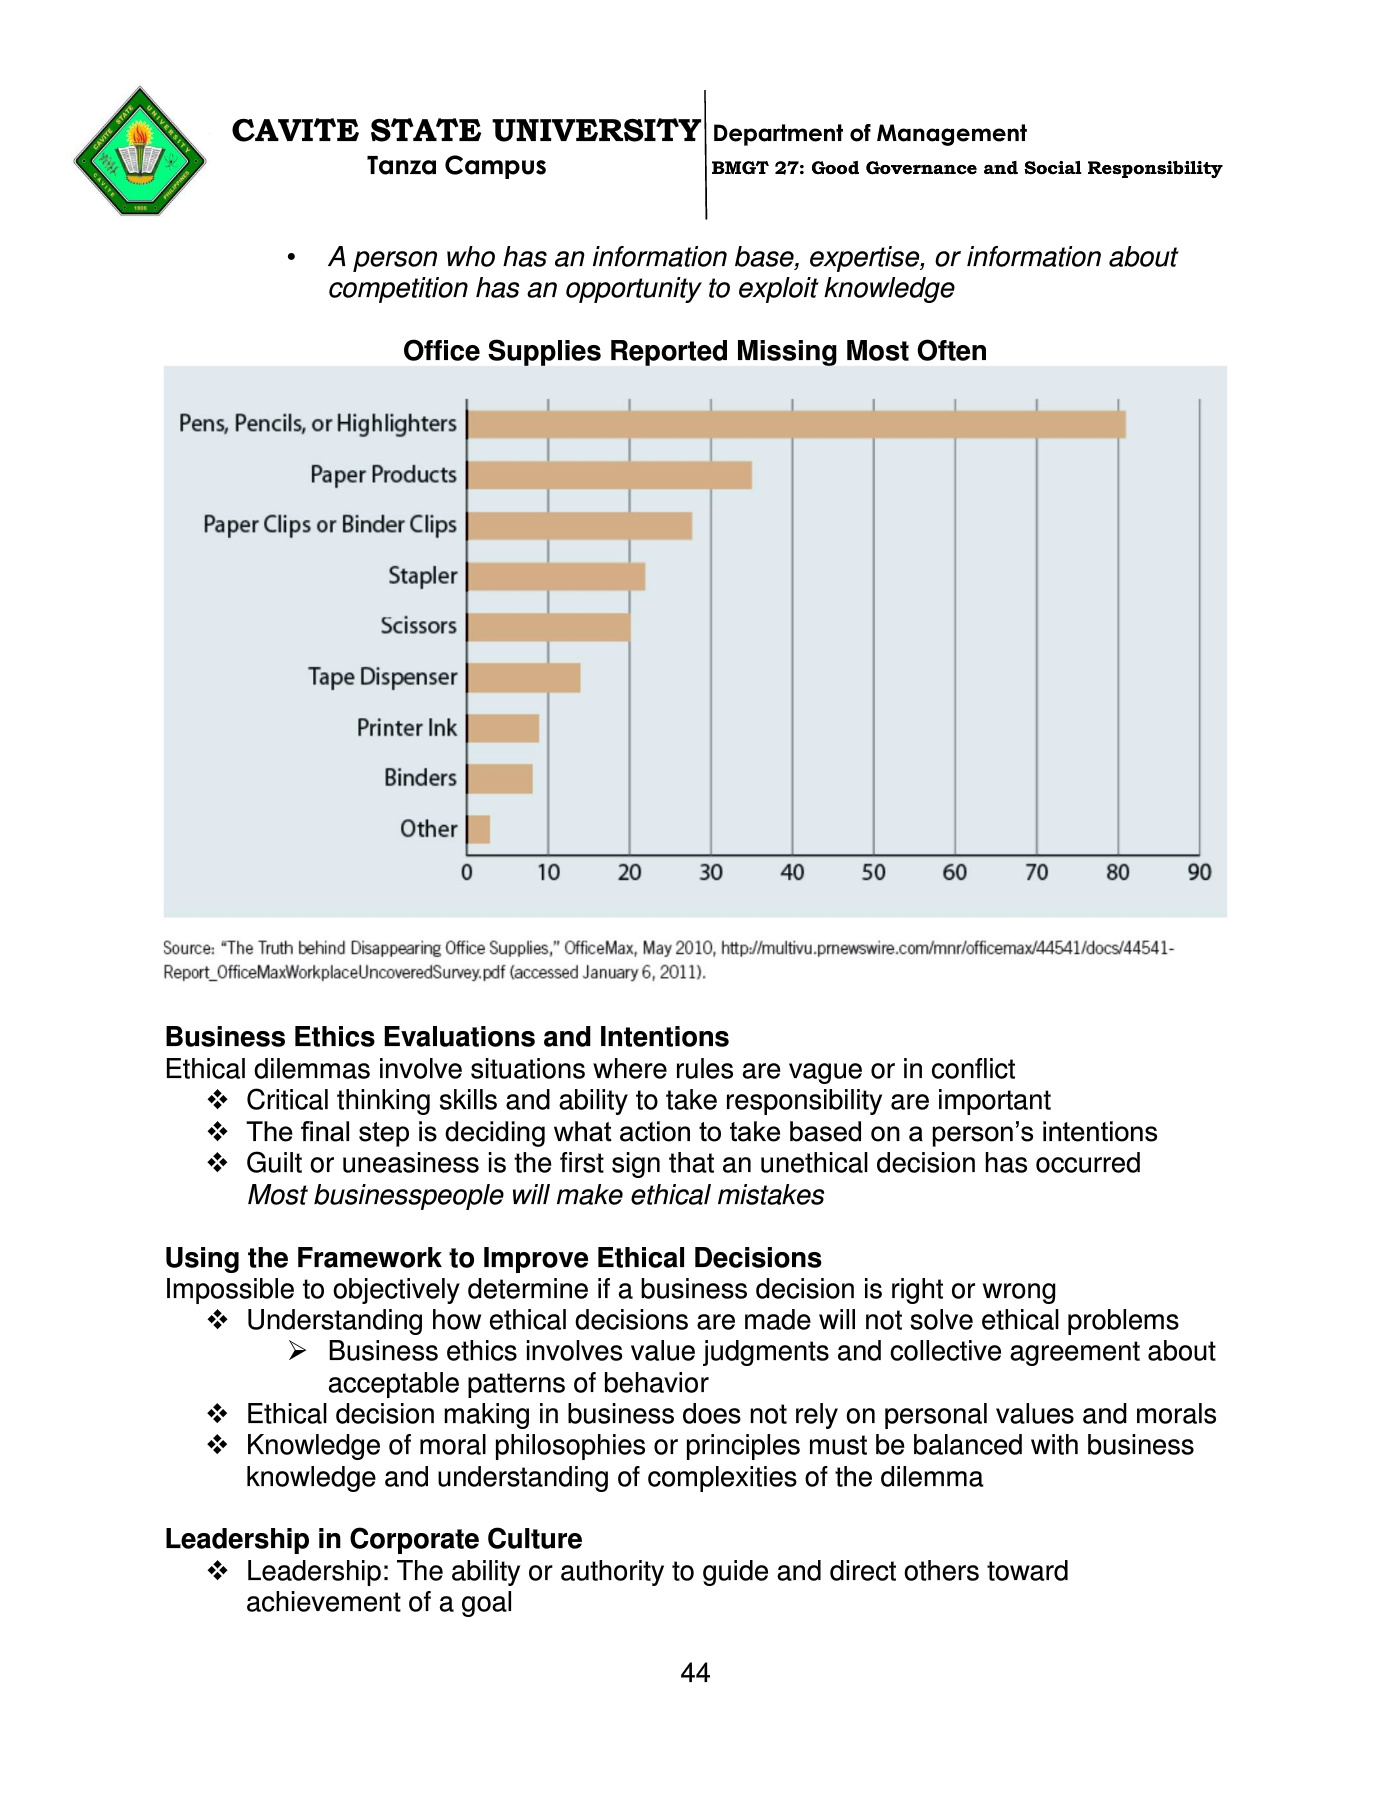 CAVITE STATE UNIVERSITY
Tanza Campus
Department of Management
BMGT 27: Good Governance and Social Responsibility
CAVITE STATE UNIVERSITY
CAVITE
1906
PHILIPPINES
• A person who has an information base, expertise, or information about
competition has an opportunity to exploit knowledge
Office Supplies Reported Missing Most Often
Pens, Pencils, or Highlighters
Paper Products
Paper Clips or Binder Clips
Stapler
Scissors
Tape Dispenser
Printer Ink
Binders
Other
0 10 20 30 40 50 60 70 80 90
Source: “The Truth behind Disappearing Office Supplies,” OfficeMax, May 2010, http://multivu.prnewswire.com/mnr/officemax/44541/docs/44541-
Report_OfficeMaxWorkplaceUncoveredSurvey.pdf (accessed January 6, 2011).
Business Ethics Evaluations and Intentions
Ethical dilemmas involve situations where rules are vague or in conflict
❖ Critical thinking skills and ability to take responsibility are important
❖ The final step is deciding what action to take based on a person’s intentions
❖ Guilt or uneasiness is the first sign that an unethical decision has occurred
Most businesspeople will make ethical mistakes
Using the Framework to Improve Ethical Decisions
Impossible to objectively determine if a business decision is right or wrong
❖ Understanding how ethical decisions are made will not solve ethical problems
➢ Business ethics involves value judgments and collective agreement about
acceptable patterns of behavior
❖ Ethical decision making in business does not rely on personal values and morals
❖ Knowledge of moral philosophies or principles must be balanced with business
knowledge and understanding of complexities of the dilemma
Leadership in Corporate Culture
❖ Leadership: The ability or authority to guide and direct others toward
achievement of a goal
44